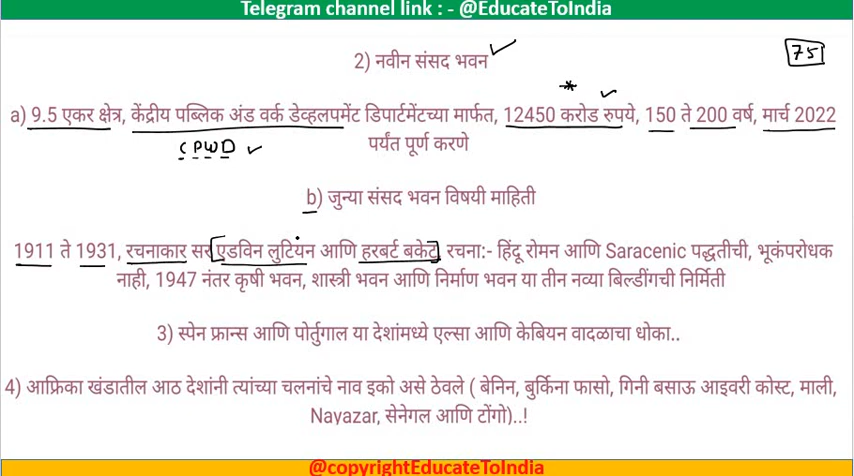 Telegram channel link : - @EducateToIndia
2) नवीन संसद भवन
75
a) 9.5 एकर क्षेत्र, केंद्रीय पब्लिक अंड वर्क डेव्हलपमेंट डिपार्टमेंटच्या मार्फत, 12450 करोड रुपये, 150 ते 200 वर्ष, मार्च 2022
पर्यंत पूर्ण करणे
CPWD
b) जुन्या संसद भवन विषयी माहिती
1911 ते 1931, रचनाकार सर एडविन लुटियन आणि हरबर्ट बकेट, रचना:- हिंदू रोमन आणि Saracenic पद्धतीची, भूकंपरोधक
नाही, 1947 नंतर कृषी भवन, शास्त्री भवन आणि निर्माण भवन या तीन नव्या बिल्डींगची निर्मिती
3) स्पेन फ्रान्स आणि पोर्तुगाल या देशांमध्ये एल्सा आणि केबियन वादळाचा धोका..
4) आफ्रिका खंडातील आठ देशांनी त्यांच्या चलनांचे नाव इको असे ठेवले ( बेनिन, बुर्किना फासो, गिनी बसाऊ आइवरी कोस्ट, माली,
Nayazar, सेनेगल आणि टोंगो)..!
@copyrightEducateToIndia